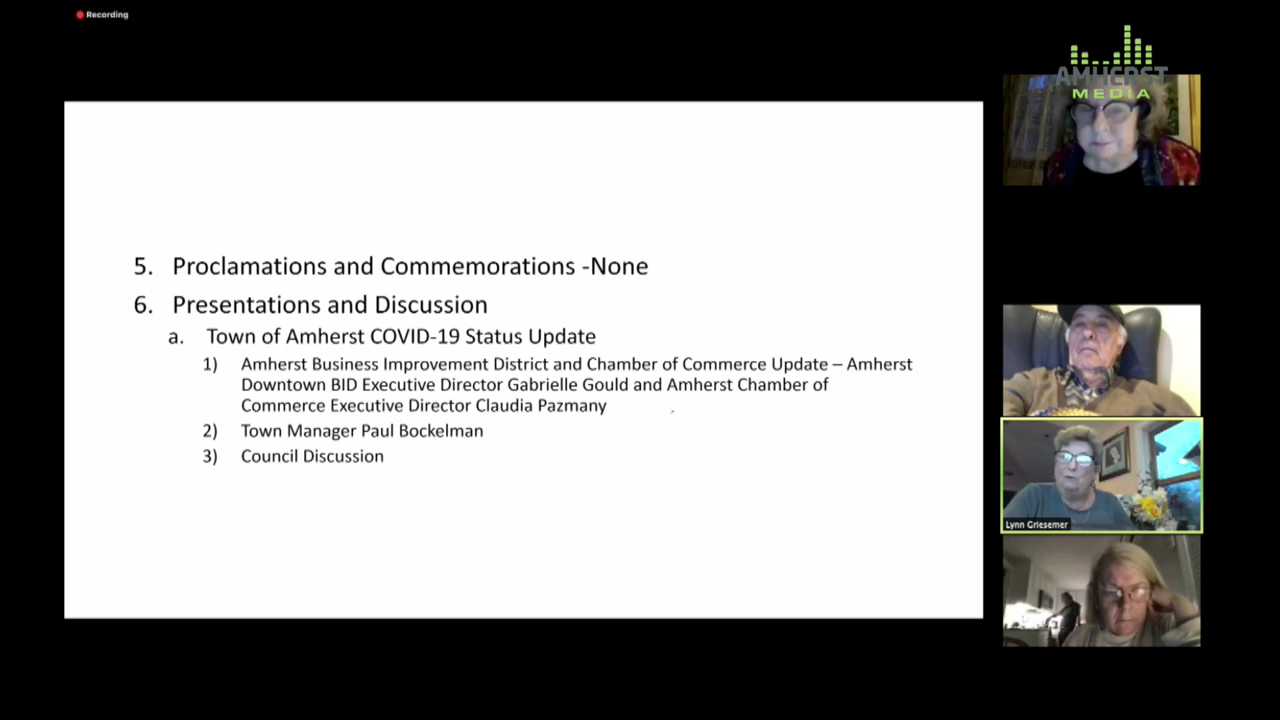 Recording
AMHERST
MEDIA
5. Proclamations and Commemorations -None
6. Presentations and Discussion
a. Town of Amherst COVID-19 Status Update
1) Amherst Business Improvement District and Chamber of Commerce Update – Amherst
Downtown BID Executive Director Gabrielle Gould and Amherst Chamber of
Commerce Executive Director Claudia Pazmany
2) Town Manager Paul Bockelman
3) Council Discussion
Lynn Griesemer